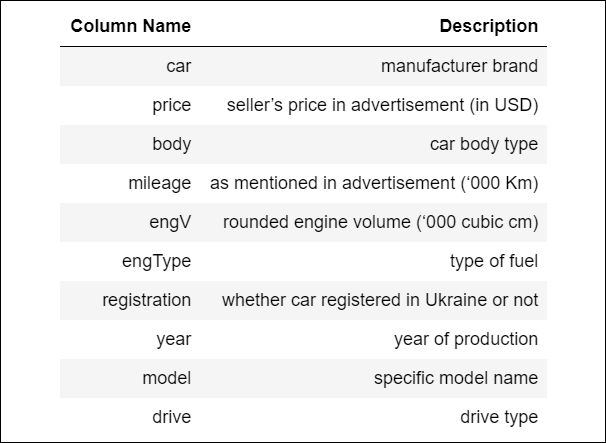 Column Name Description
car manufacturer brand
price seller’s price in advertisement (in USD)
body car body type
mileage as mentioned in advertisement (‘000 Km)
engV rounded engine volume (‘000 cubic cm)
engType type of fuel
registration whether car registered in Ukraine or not
year year of production
model specific model name
drive drive type